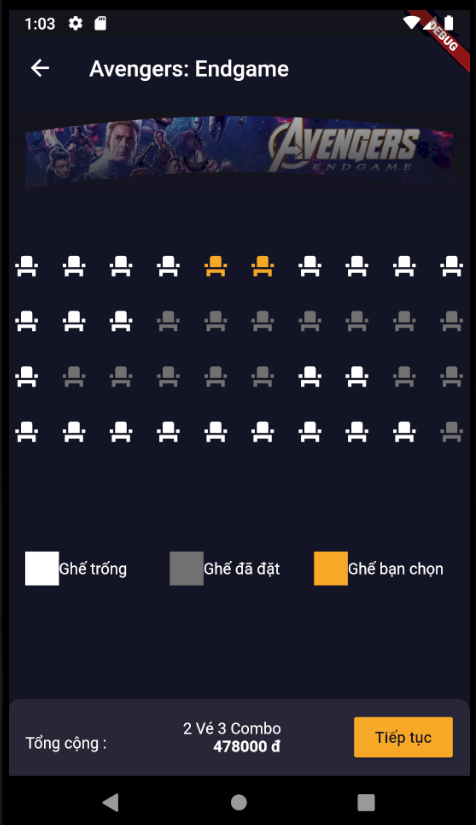 1:03
DEBUG
Avengers: Endgame
AVENGERS
ENDGAME
Ghế trống
Ghế đã đặt
Ghế bạn chọn
2 Vé 3 Combo
Tổng cộng :
478000 đ
Tiếp tục